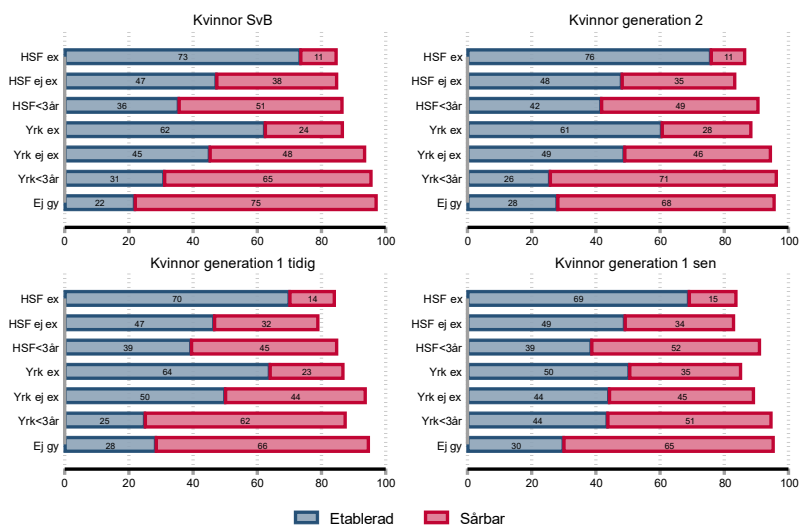 Kvinnor SvB
HSF ex 73 11
HSF ej ex 47 38
HSF<3år 36 51
Yrk ex 62 24
Yrk ej ex 45 48
Yrk<3år 31 65
Ej gy 22 75
0 20 40 60 80 100
Kvinnor generation 2
HSF ex 76 11
HSF ej ex 48 35
HSF<3år 42 49
Yrk ex 61 28
Yrk ej ex 49 46
Yrk<3år 26 71
Ej gy 28 68
0 20 40 60 80 100
Kvinnor generation 1 tidig
HSF ex 70 14
HSF ej ex 47 32
HSF<3år 39 45
Yrk ex 64 23
Yrk ej ex 50 44
Yrk<3år 25 62
Ej gy 28 66
0 20 40 60 80 100
Kvinnor generation 1 sen
HSF ex 69 15
HSF ej ex 49 34
HSF<3år 39 52
Yrk ex 50 35
Yrk ej ex 44 45
Yrk<3år 44 51
Ej gy 30 65
0 20 40 60 80 100
Etablerad Sårbar